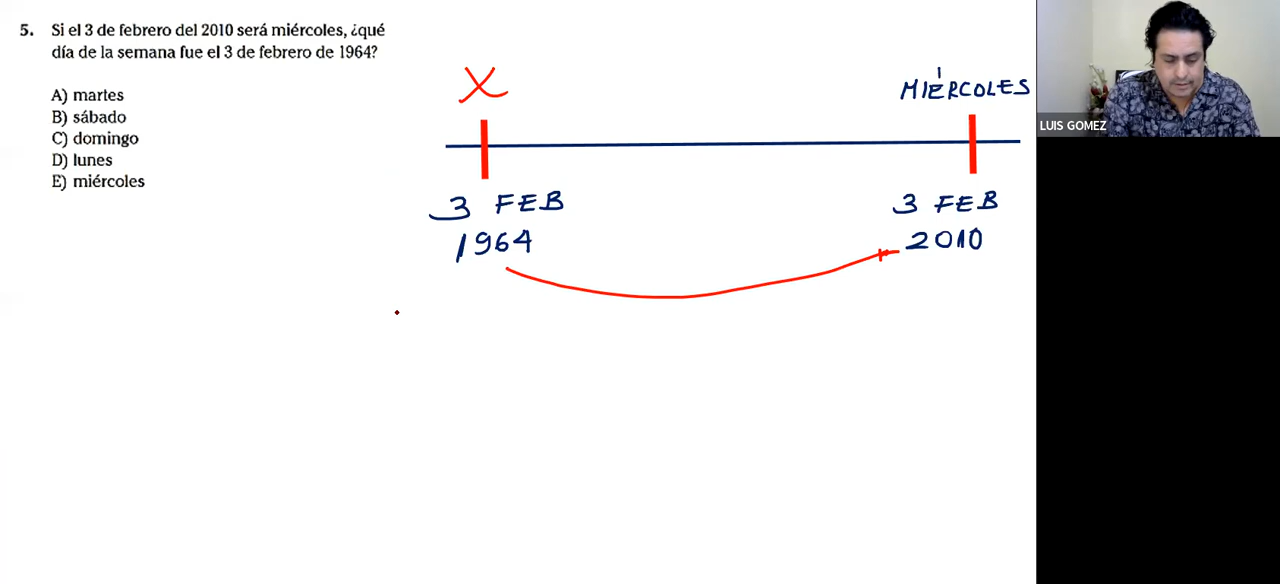 5. Si el 3 de febrero del 2010 será miércoles, ¿qué
día de la semana fue el 3 de febrero de 1964?
A) martes
B) sábado
C) domingo
D) lunes
E) miércoles
X
MIÉRCOLES
3 FEB
1964
3 FEB
2010
LUIS GOMEZ